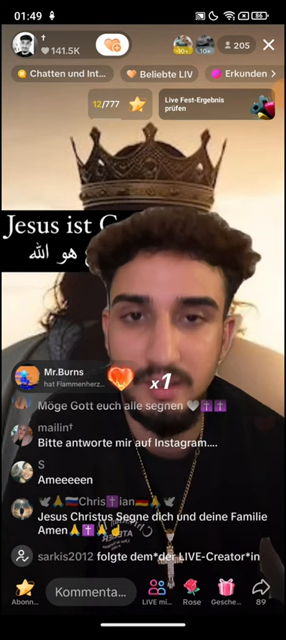 01:49
86
†
141.5K
205
Chatten und Int...
Beliebte LIV
Erkunden
12/777
Live Fest-Ergebnis
prüfen
Jesus ist G
هو الله
Mr.Burns
hat Flammenherz...
x1
Möge Gott euch alle segnen 🤍✝️✝️
mailin†
Bitte antworte mir auf Instagram....
S
Ameeeeen
🕊️🙏🇷🇺Chris✝️ian🇩🇪🙏🕊️
Jesus Christus Segne dich und deine Familie
Amen🙏✝️🙏☝️
sarkis2012 folgte dem*der LIVE-Creator*in
Abonn...
Kommenta...
LIVE mi...
Rose
Gesche...
89